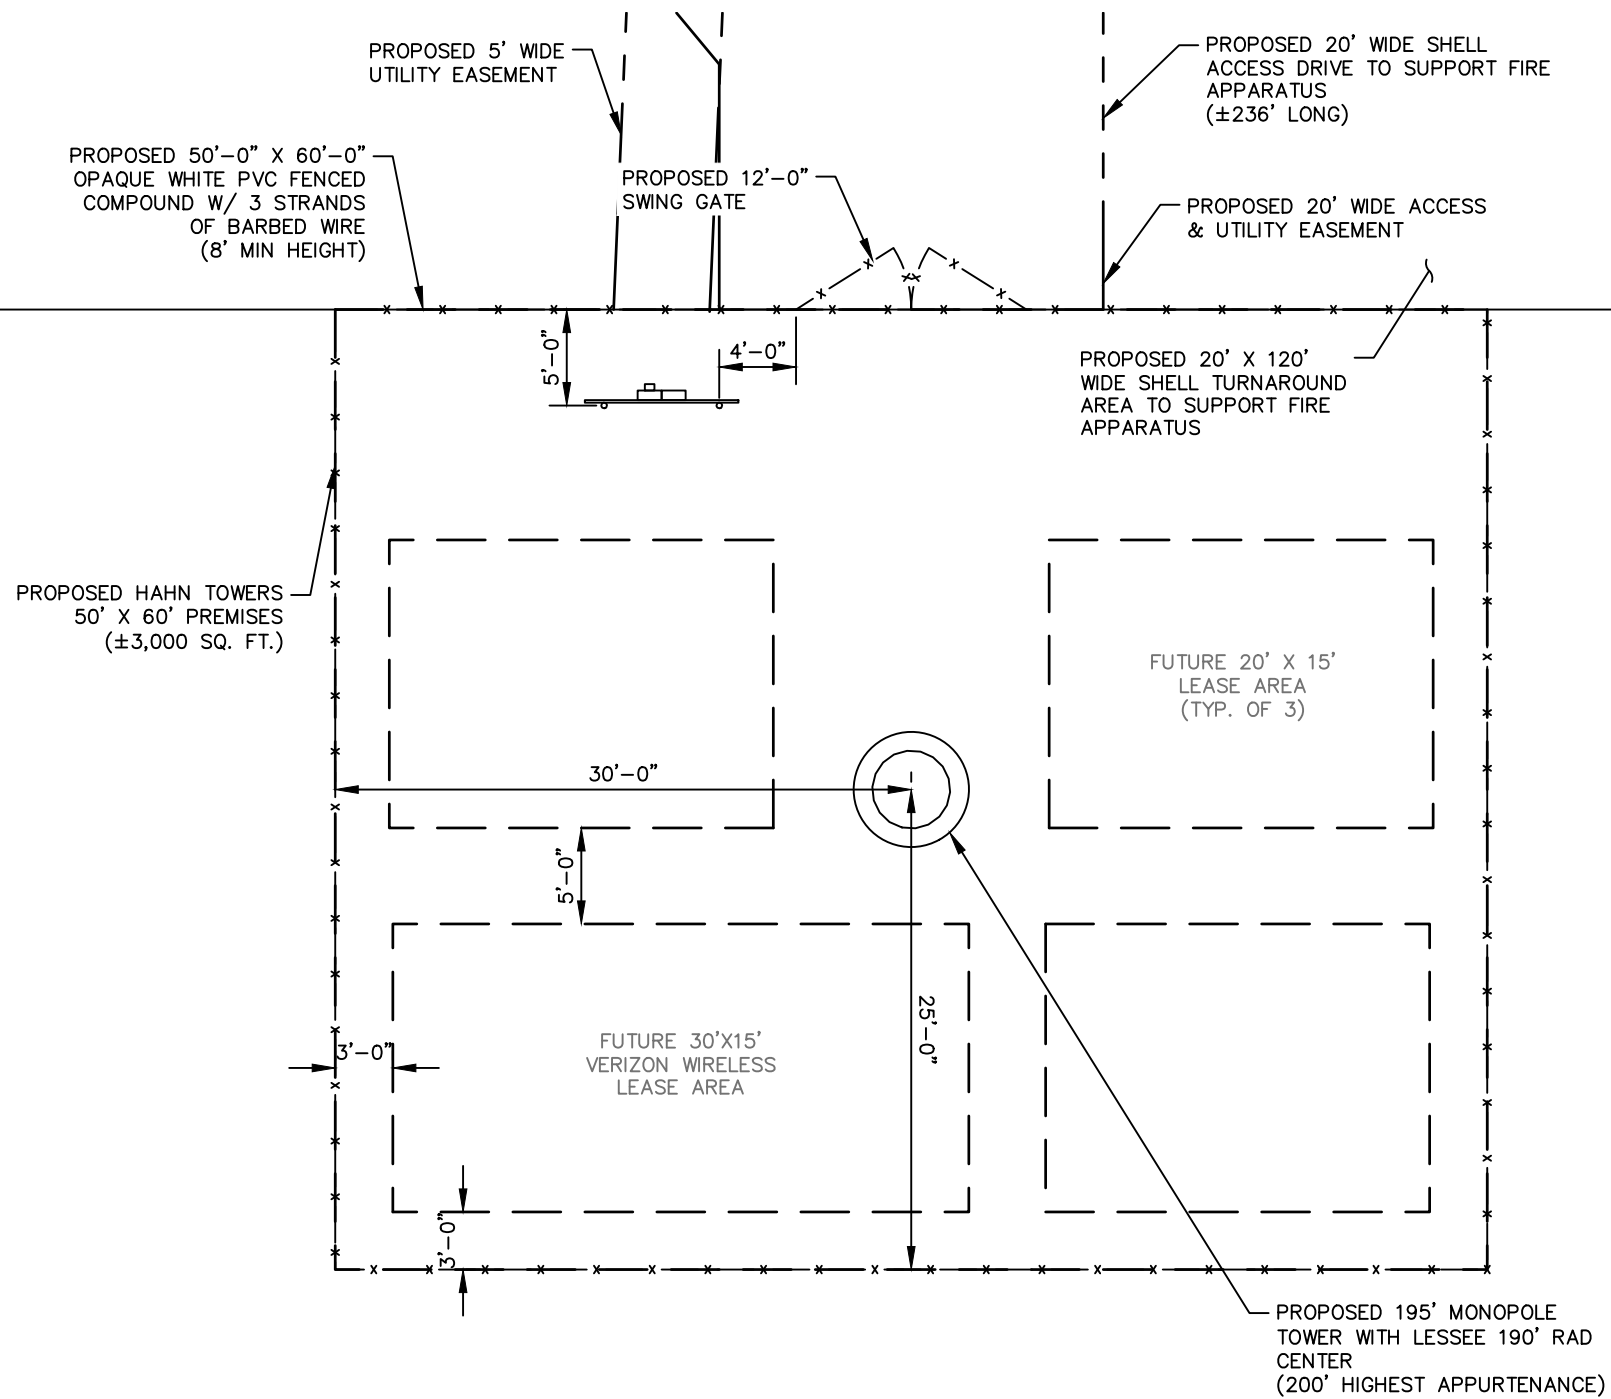 PROPOSED 5' WIDE
UTILITY EASEMENT
PROPOSED 20' WIDE SHELL
ACCESS DRIVE TO SUPPORT FIRE
APPARATUS
(±236' LONG)
PROPOSED 50'-0" X 60'-0"
OPAQUE WHITE PVC FENCED
COMPOUND W/ 3 STRANDS
OF BARBED WIRE
(8' MIN HEIGHT)
PROPOSED 12'-0"
SWING GATE
PROPOSED 20' WIDE ACCESS
& UTILITY EASEMENT
5'-0"
4'-0"
PROPOSED 20' X 120'
WIDE SHELL TURNAROUND
AREA TO SUPPORT FIRE
APPARATUS
PROPOSED HAHN TOWERS
50' X 60' PREMISES
(±3,000 SQ. FT.)
FUTURE 20' X 15'
LEASE AREA
(TYP. OF 3)
30'-0"
5'-0"
25'-0"
3'-0"
FUTURE 30'X15'
VERIZON WIRELESS
LEASE AREA
3'-0"
PROPOSED 195' MONOPOLE
TOWER WITH LESSEE 190' RAD
CENTER
(200' HIGHEST APPURTENANCE)